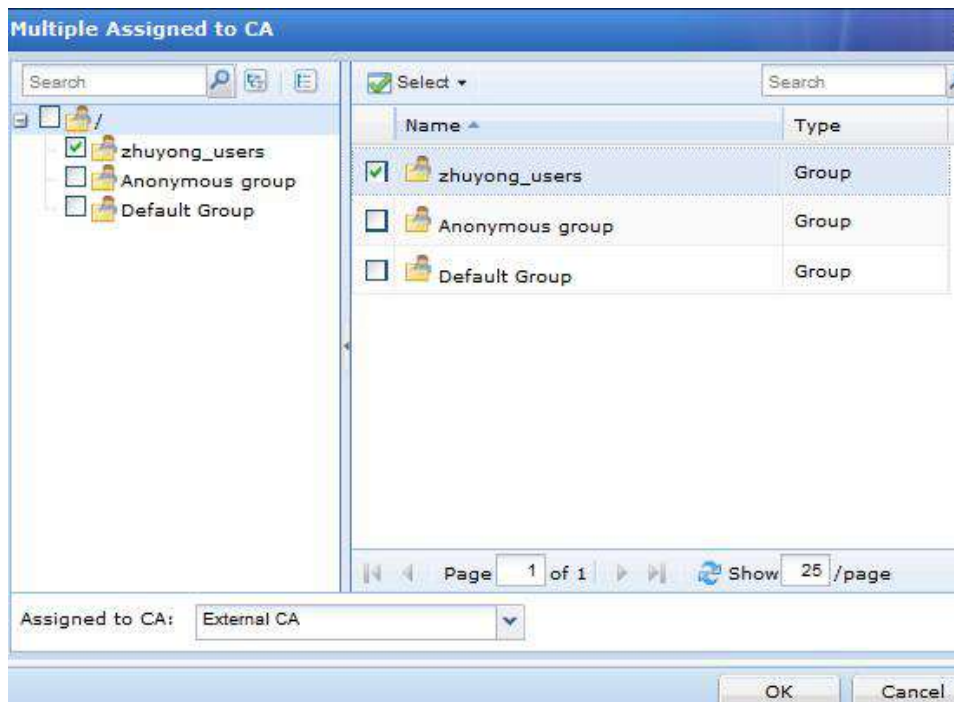 Multiple Assigned to CA
Search
/
zhuyong_users
Anonymous group
Default Group
Select
Search
Name
Type
zhuyong_users
Group
Anonymous group
Group
Default Group
Group
Page 1 of 1
Show 25 /page
Assigned to CA:
External CA
OK
Cancel